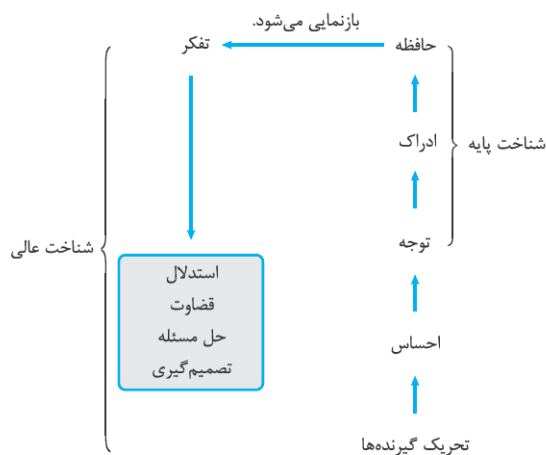 بازنمایی می‌شود.
حافظه
تفکر
ادراک
شناخت پایه
توجه
شناخت عالی
استدلال
قضاوت
حل مسئله
تصمیم‌گیری
احساس
تحریک گیرنده‌ها